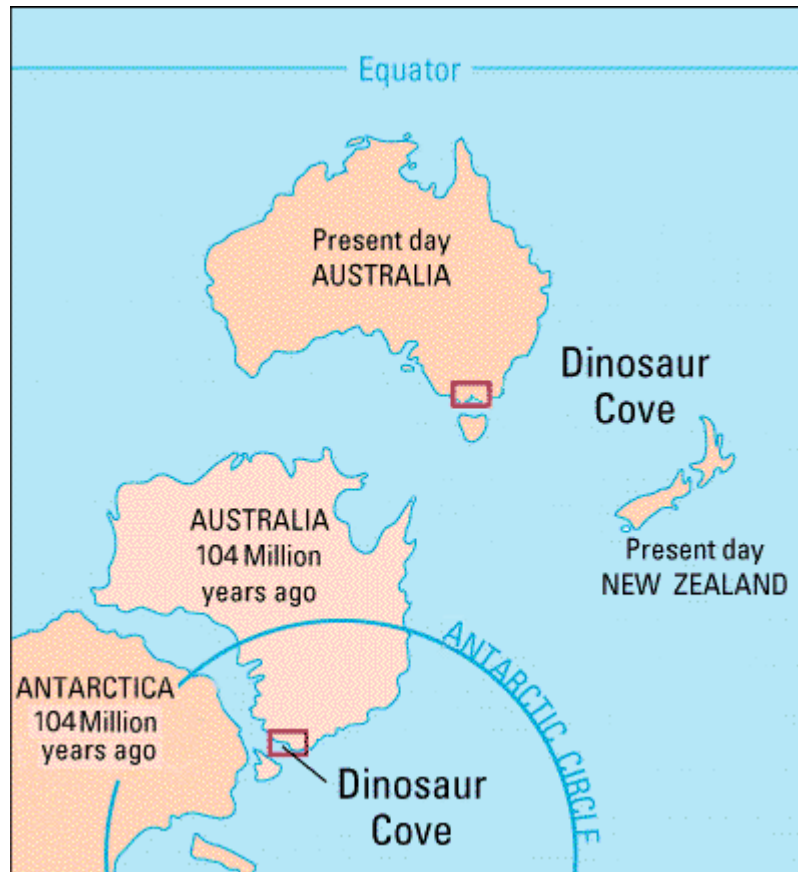 Equator
Present day
AUSTRALIA
Dinosaur
Cove
AUSTRALIA
104 Million
years ago
Present day
NEW ZEALAND
ANTARCTIC CIRCLE
ANTARCTICA
104 Million
years ago
Dinosaur
Cove